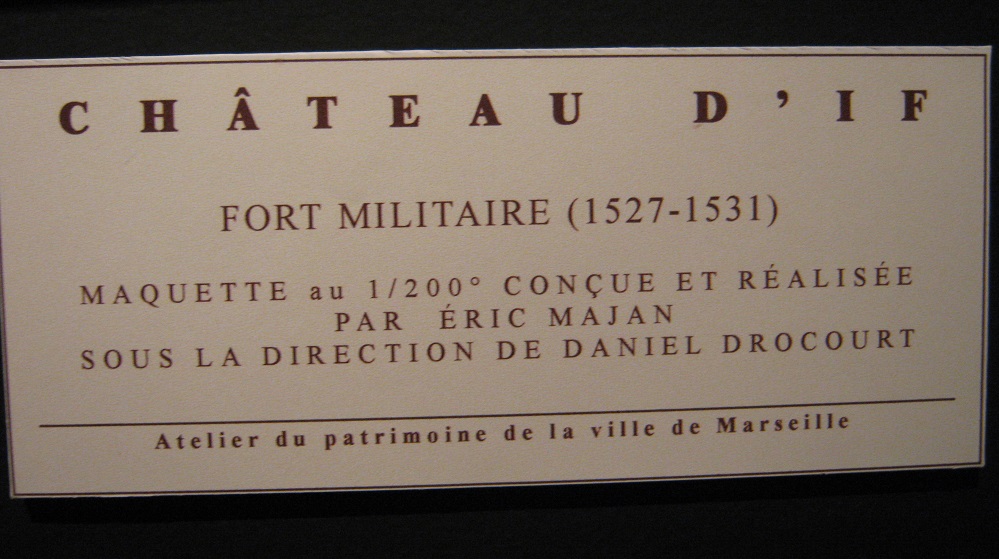 CHÂTEAU D'IF
FORT MILITAIRE (1527-1531)
MAQUETTE au 1/200° CONÇUE ET RÉALISÉE
PAR ÉRIC MAJAN
SOUS LA DIRECTION DE DANIEL DROCOURT
Atelier du patrimoine de la ville de Marseille